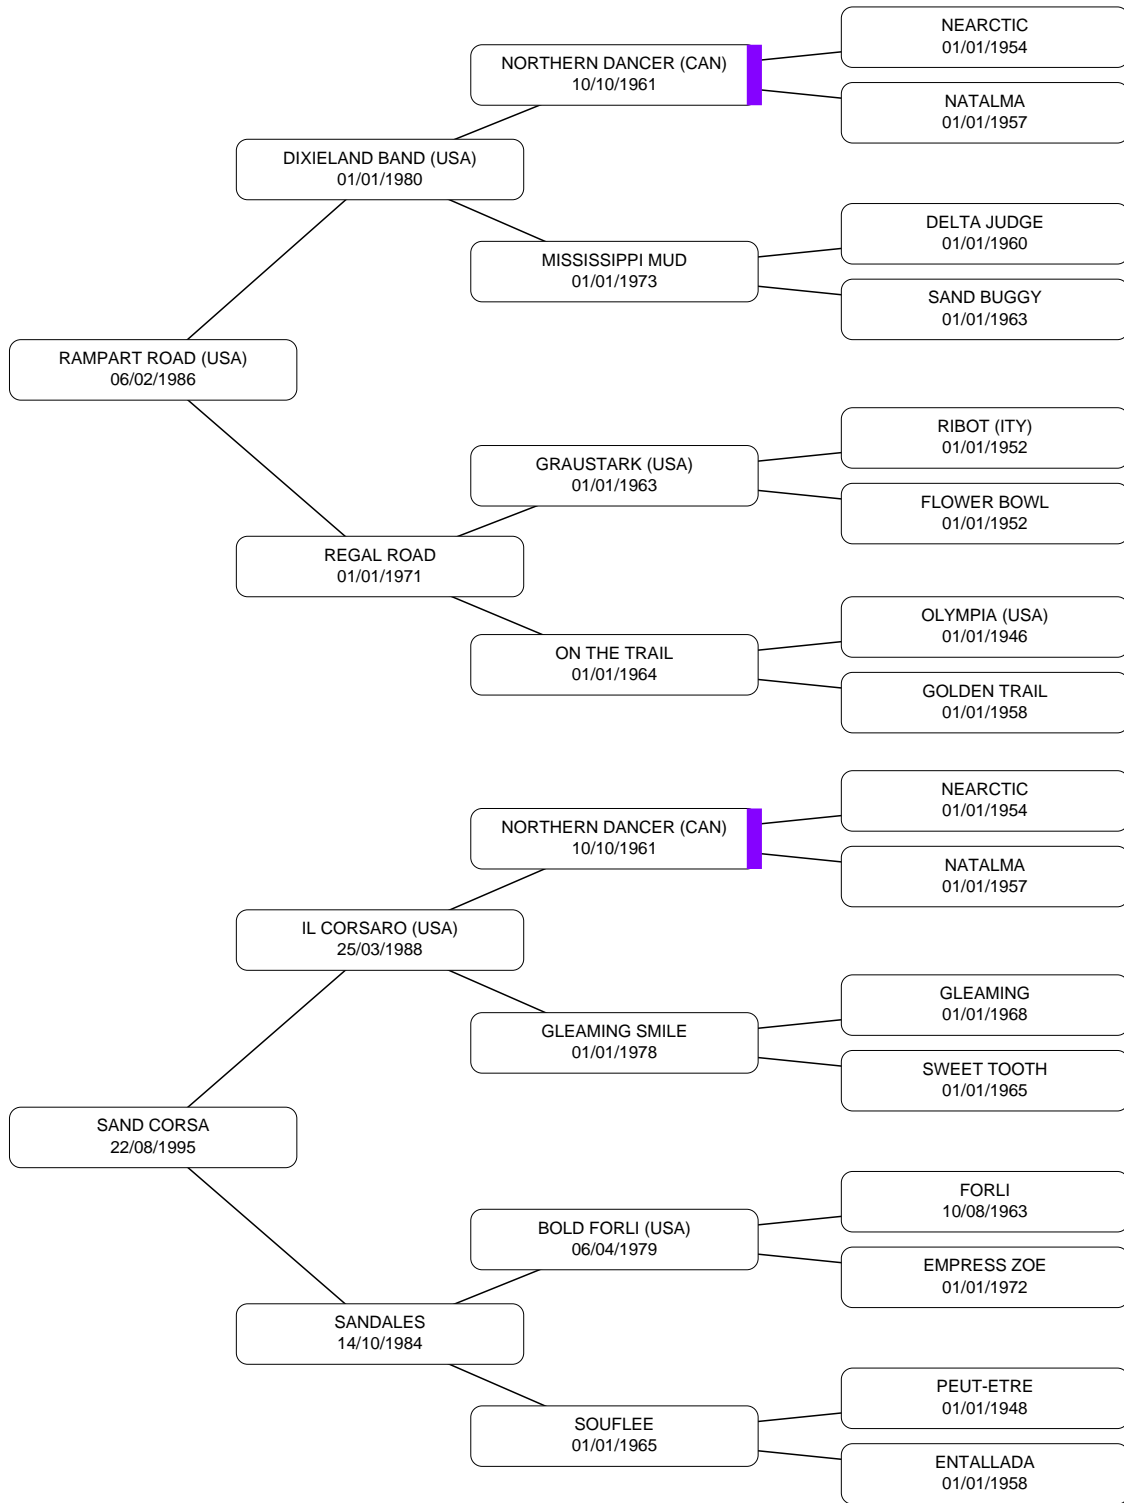 NEARCTIC
01/01/1954
NORTHERN DANCER (CAN)
10/10/1961
NATALMA
01/01/1957
DIXIELAND BAND (USA)
01/01/1980
DELTA JUDGE
01/01/1960
MISSISSIPPI MUD
01/01/1973
SAND BUGGY
01/01/1963
RAMPART ROAD (USA)
06/02/1986
RIBOT (ITY)
01/01/1952
GRAUSTARK (USA)
01/01/1963
FLOWER BOWL
01/01/1952
REGAL ROAD
01/01/1971
OLYMPIA (USA)
01/01/1946
ON THE TRAIL
01/01/1964
GOLDEN TRAIL
01/01/1958
NEARCTIC
01/01/1954
NORTHERN DANCER (CAN)
10/10/1961
NATALMA
01/01/1957
IL CORSARO (USA)
25/03/1988
GLEAMING
01/01/1968
GLEAMING SMILE
01/01/1978
SWEET TOOTH
01/01/1965
SAND CORSA
22/08/1995
FORLI
10/08/1963
BOLD FORLI (USA)
06/04/1979
EMPRESS ZOE
01/01/1972
SANDALES
14/10/1984
PEUT-ETRE
01/01/1948
SOUFLEE
01/01/1965
ENTALLADA
01/01/1958